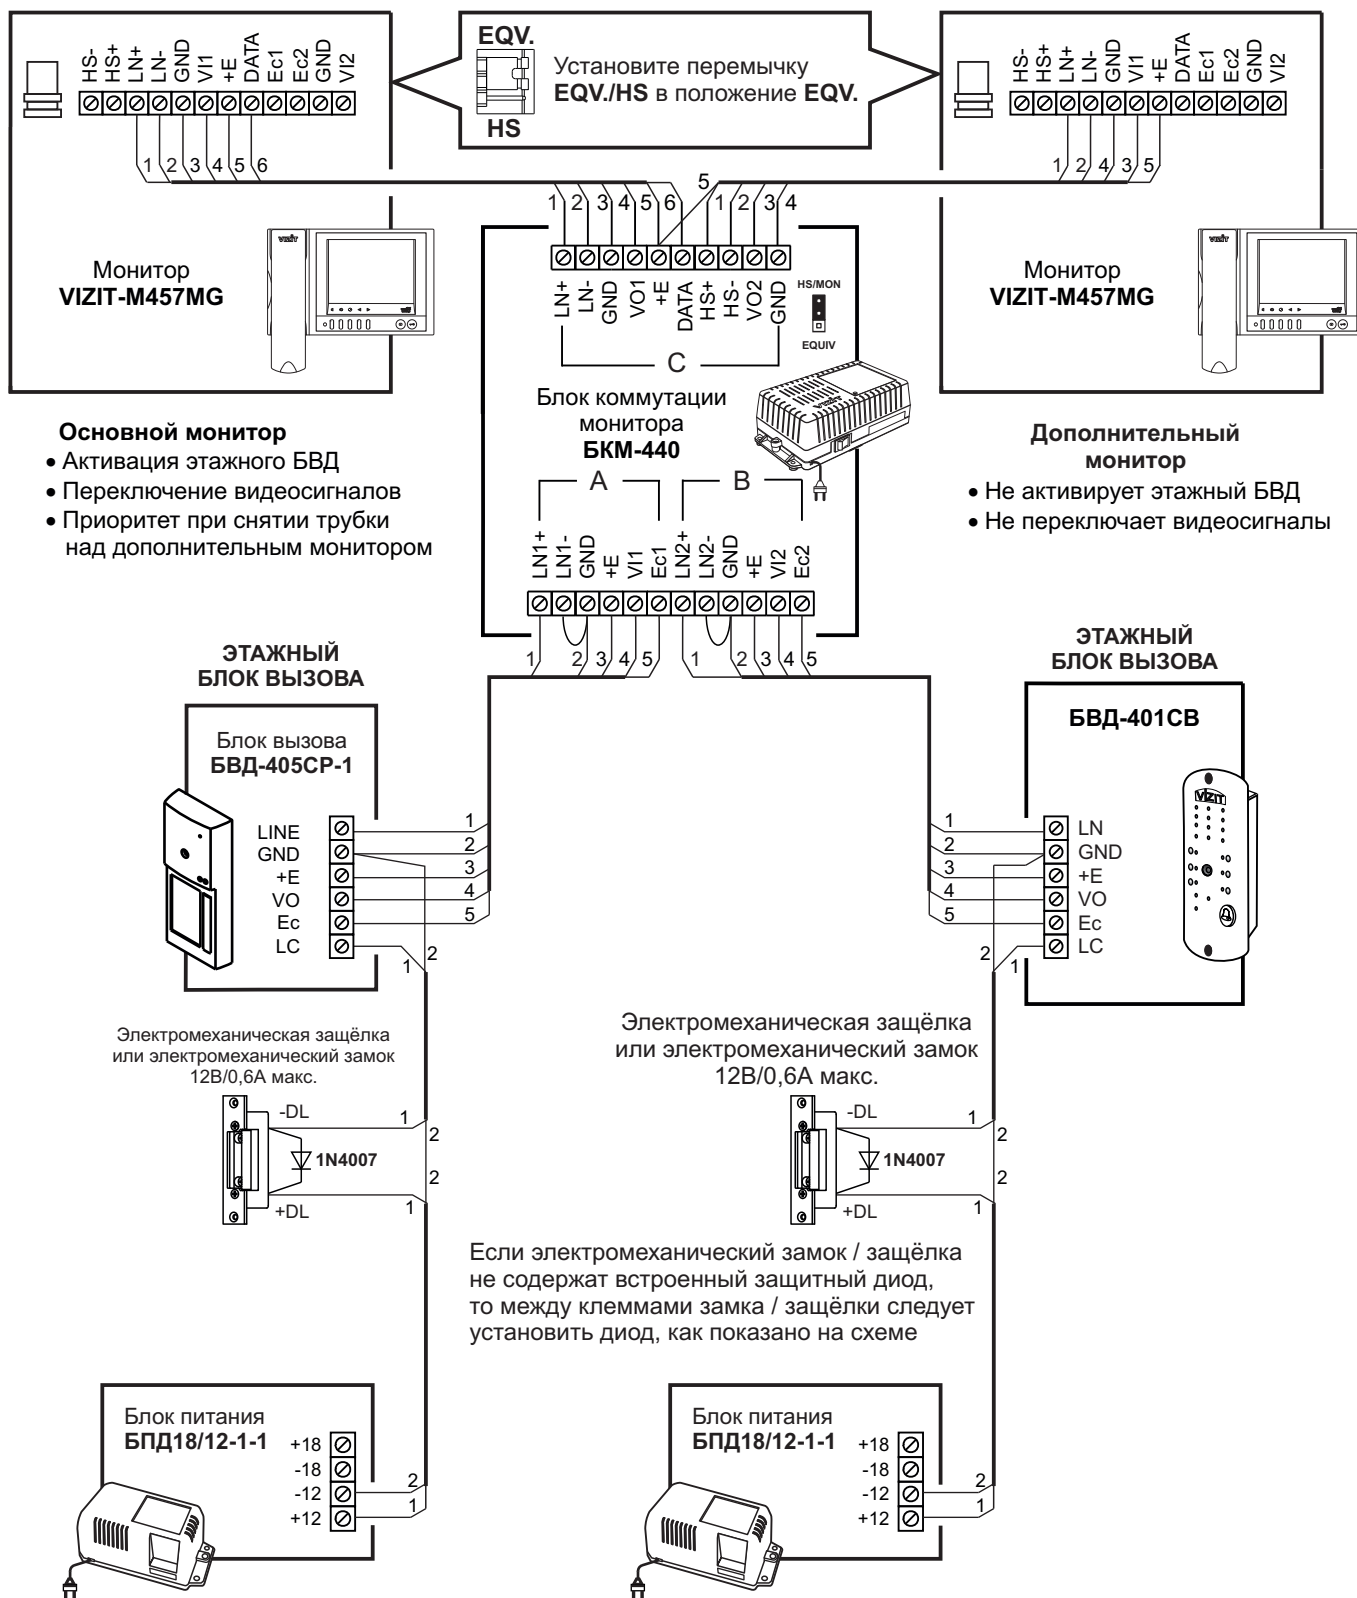 HS- HS+ LN+ LN- GND VI1 +E DATA Ec1 Ec2 GND VI2
1 2 3 4 5 6
Монитор
VIZIT-M457MG
VIZIT
EQV.
HS
Установите перемычку
EQV./HS в положение EQV.
HS- HS+ LN+ LN- GND VI1 +E DATA Ec1 Ec2 GND VI2
1 2 4 3 5
Монитор
VIZIT-M457MG
VIZIT
5
1 2 3 4 5 6 1 2 3 4
LN+ LN- GND VO1 +E DATA HS+ HS- VO2 GND
C
HS/MON
EQUIV
Блок коммутации
монитора
БКМ-440
VIZIT
A
B
LN1+ LN1- GND +E VI1 Ec1 LN2+ LN2- GND +E VI2 Ec2
1 2 3 4 5 1 2 3 4 5
Основной монитор
• Активация этажного БВД
• Переключение видеосигналов
• Приоритет при снятии трубки
над дополнительным монитором
Дополнительный
монитор
• Не активирует этажный БВД
• Не переключает видеосигналы
ЭТАЖНЫЙ
БЛОК ВЫЗОВА
Блок вызова
БВД-405CP-1
LINE 1
GND 2
+E 3
VO 4
Ec 5
LC
1 2
ЭТАЖНЫЙ
БЛОК ВЫЗОВА
БВД-401СВ
VIZIT
1 LN
2 GND
3 +E
4 VO
5 Ec
LC
2 1
Электромеханическая защёлка
или электромеханический замок
12В/0,6А макс.
-DL 1
2
1N4007
2
+DL 1
Электромеханическая защёлка
или электромеханический замок
12В/0,6А макс.
-DL 1
2
1N4007
2
+DL 1
Если электромеханический замок / защёлка
не содержат встроенный защитный диод,
то между клеммами замка / защёлки следует
установить диод, как показано на схеме
Блок питания
БПД18/12-1-1
+18
-18
-12 2
+12 1
Блок питания
БПД18/12-1-1
+18
-18
-12 2
+12 1